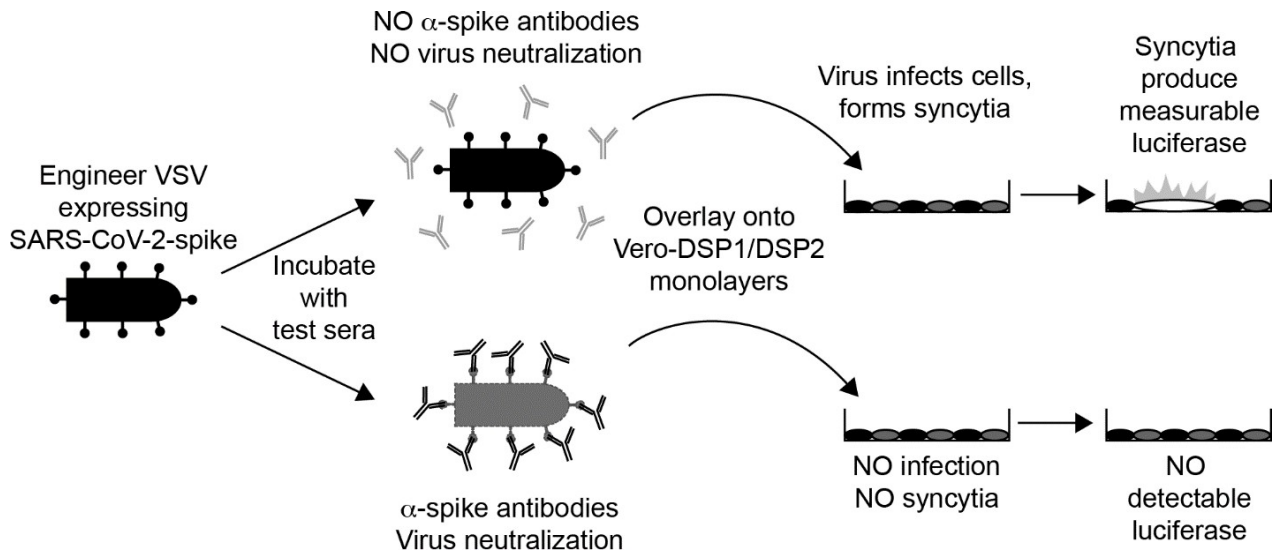 Engineer VSV
expressing
SARS-CoV-2-spike
Incubate
with
test sera
NO α-spike antibodies
NO virus neutralization
α-spike antibodies
Virus neutralization
Overlay onto
Vero-DSP1/DSP2
monolayers
Virus infects cells,
forms syncytia
Syncytia
produce
measurable
luciferase
NO infection
NO syncytia
NO
detectable
luciferase